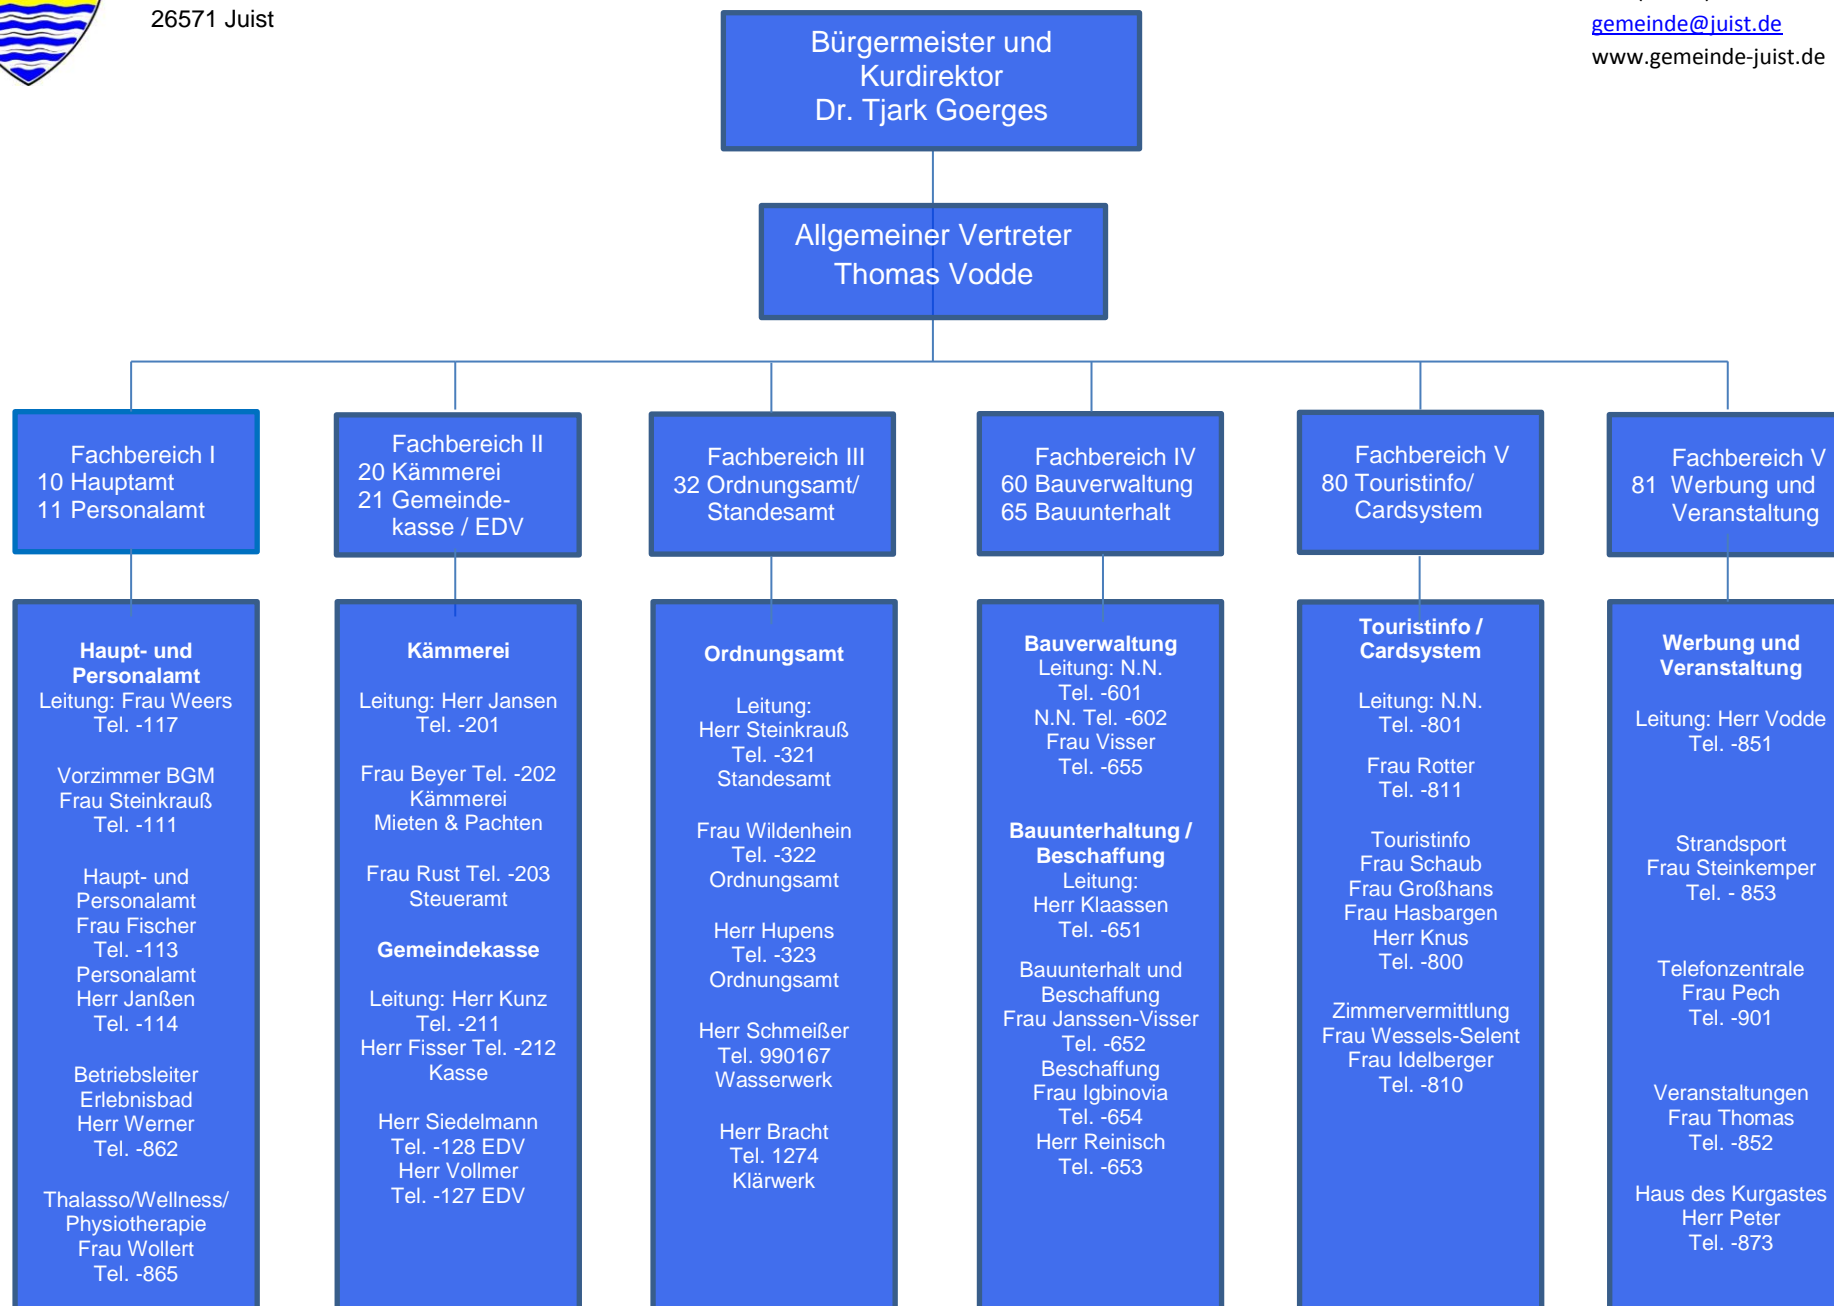 26571 Juist
gemeinde@juist.de
www.gemeinde-juist.de
Bürgermeister und
Kurdirektor
Dr. Tjark Goerges
Allgemeiner Vertreter
Thomas Vodde
Fachbereich I
10 Hauptamt
11 Personalamt
Fachbereich II
20 Kämmerei
21 Gemeinde-
kasse / EDV
Fachbereich III
32 Ordnungsamt/
Standesamt
Fachbereich IV
60 Bauverwaltung
65 Bauunterhalt
Fachbereich V
80 Touristinfo/
Cardsystem
Fachbereich V
81 Werbung und
Veranstaltung
Haupt- und
Personalamt
Leitung: Frau Weers
Tel. -117
Vorzimmer BGM
Frau Steinkrauß
Tel. -111
Haupt- und
Personalamt
Frau Fischer
Tel. -113
Personalamt
Herr Janßen
Tel. -114
Betriebsleiter
Erlebnisbad
Herr Werner
Tel. -862
Thalasso/Wellness/
Physiotherapie
Frau Wollert
Tel. -865
Kämmerei
Leitung: Herr Jansen
Tel. -201
Frau Beyer Tel. -202
Kämmerei
Mieten & Pachten
Frau Rust Tel. -203
Steueramt
Gemeindekasse
Leitung: Herr Kunz
Tel. -211
Herr Fisser Tel. -212
Kasse
Herr Siedelmann
Tel. -128 EDV
Herr Vollmer
Tel. -127 EDV
Ordnungsamt
Leitung:
Herr Steinkrauß
Tel. -321
Standesamt
Frau Wildenhein
Tel. -322
Ordnungsamt
Herr Hupens
Tel. -323
Ordnungsamt
Herr Schmeißer
Tel. 990167
Wasserwerk
Herr Bracht
Tel. 1274
Klärwerk
Bauverwaltung
Leitung: N.N.
Tel. -601
N.N. Tel. -602
Frau Visser
Tel. -655
Bauunterhaltung /
Beschaffung
Leitung:
Herr Klaassen
Tel. -651
Bauunterhalt und
Beschaffung
Frau Janssen-Visser
Tel. -652
Beschaffung
Frau Igbinovia
Tel. -654
Herr Reinisch
Tel. -653
Touristinfo /
Cardsystem
Leitung: N.N.
Tel. -801
Frau Rotter
Tel. -811
Touristinfo
Frau Schaub
Frau Großhans
Frau Hasbargen
Herr Knus
Tel. -800
Zimmervermittlung
Frau Wessels-Selent
Frau Idelberger
Tel. -810
Werbung und
Veranstaltung
Leitung: Herr Vodde
Tel. -851
Strandsport
Frau Steinkemper
Tel. - 853
Telefonzentrale
Frau Pech
Tel. -901
Veranstaltungen
Frau Thomas
Tel. -852
Haus des Kurgastes
Herr Peter
Tel. -873